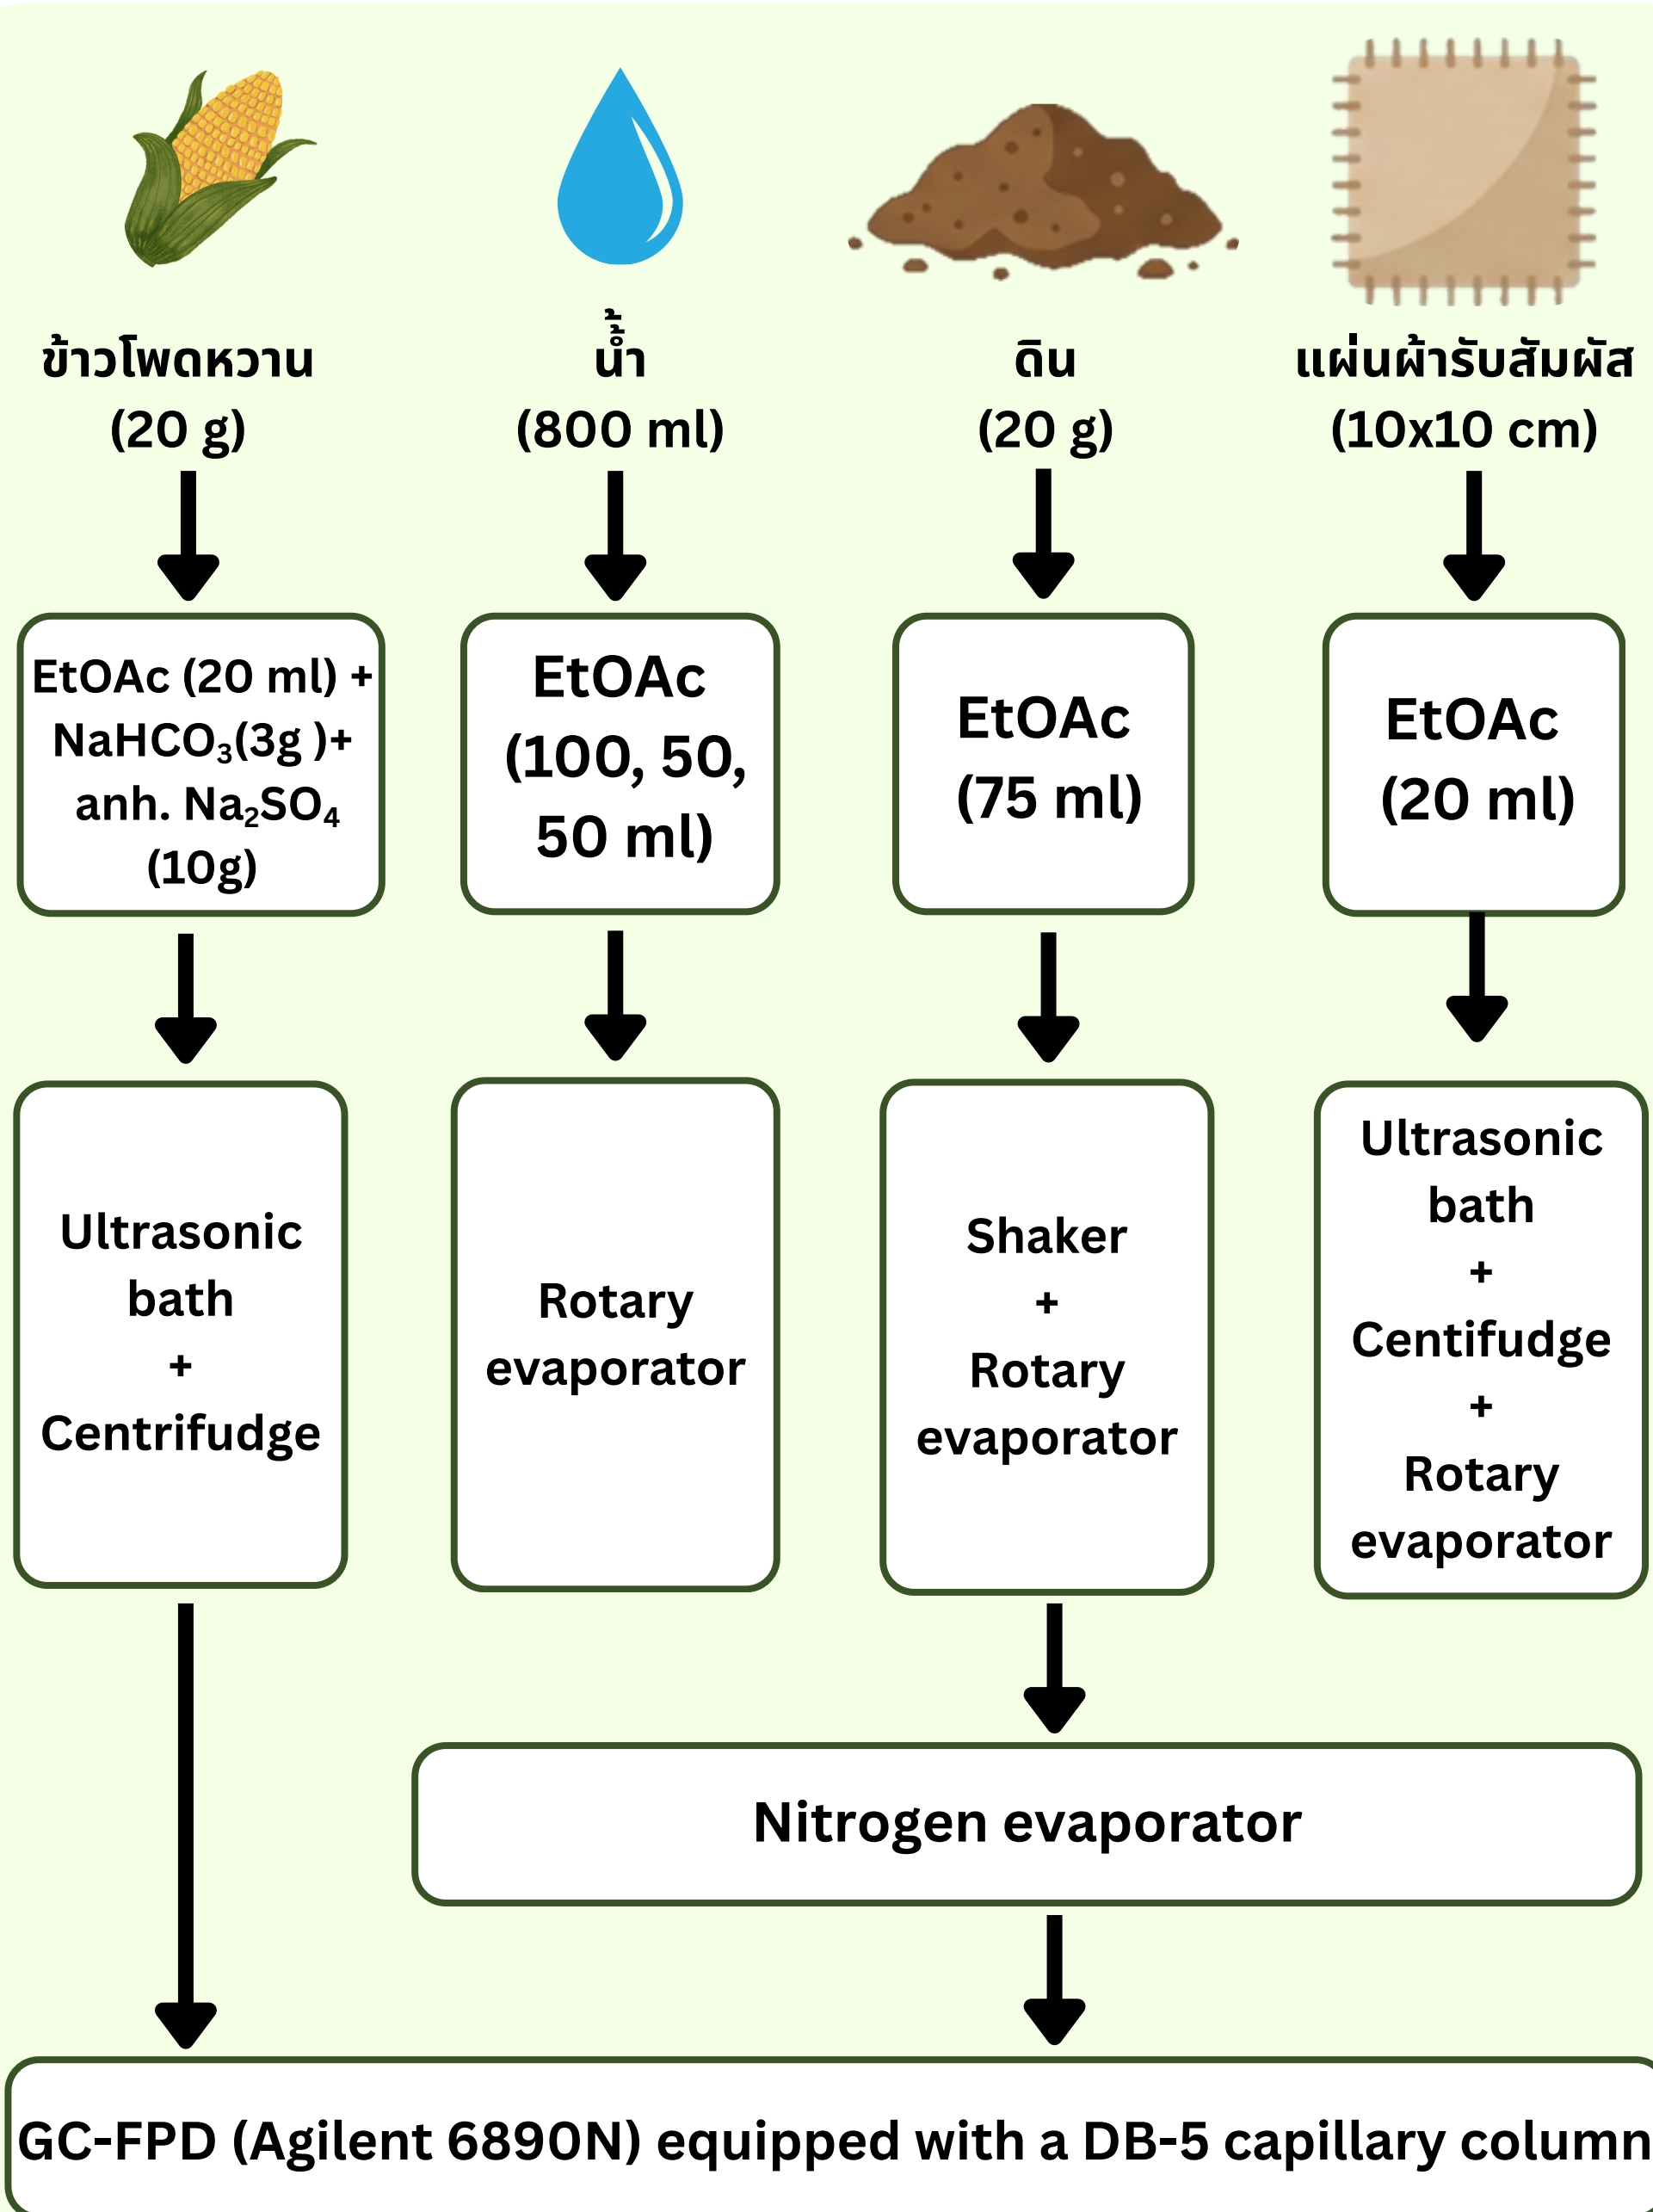 ข้าวโพดหวาน
(20 g)
น้ำ้
(800 ml)
ดิน
(20 g)
แผ่นผ้ารับสัมผัส
(10x10 cm)
EtOAc (20 ml) +
NaHCO₃(3g )+
anh. Na₂SO₄
(10g)
EtOAc
(100, 50,
50 ml)
EtOAc
(75 ml)
EtOAc
(20 ml)
Ultrasonic
bath
+
Centrifudge
Rotary
evaporator
Shaker
+
Rotary
evaporator
Ultrasonic
bath
+
Centifudge
+
Rotary
evaporator
Nitrogen evaporator
GC-FPD (Agilent 6890N) equipped with a DB-5 capillary column